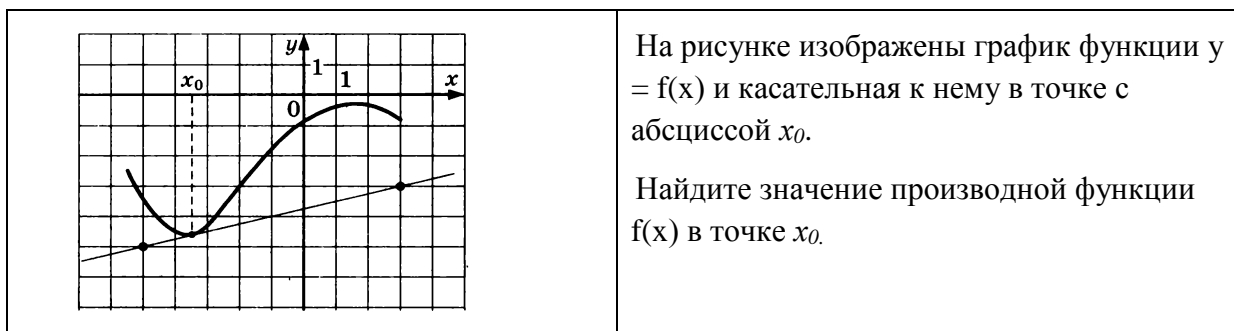 y
1
1
x₀
x
0
На рисунке изображены график функции y
= f(x) и касательная к нему в точке с
абсциссой x₀.
Найдите значение производной функции
f(x) в точке x₀.